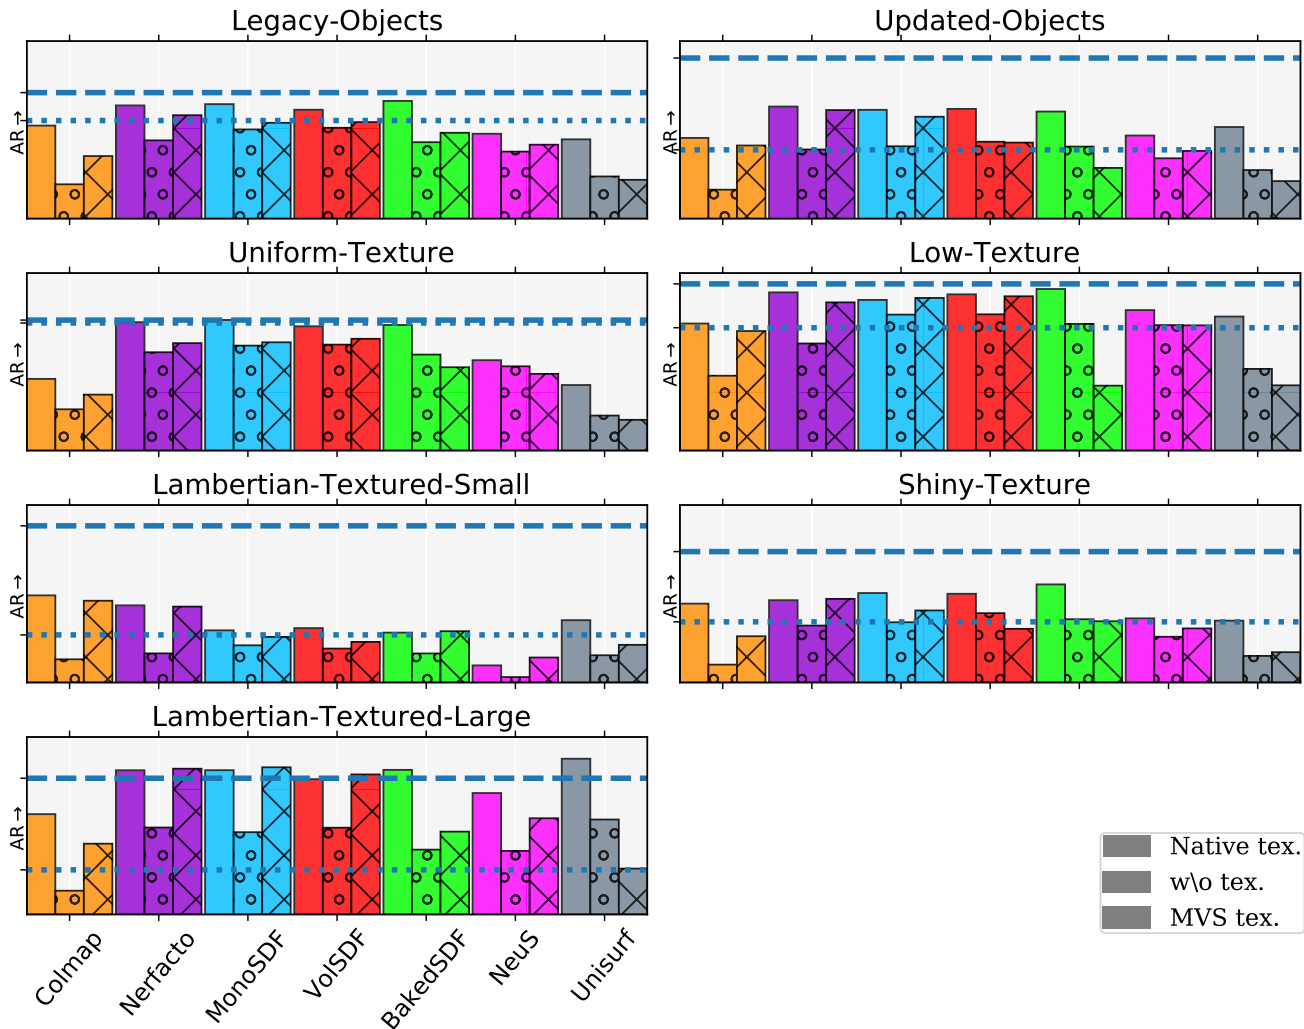 Legacy-Objects
Updated-Objects
AR →
AR →
Uniform-Texture
Low-Texture
AR →
AR →
Lambertian-Textured-Small
Shiny-Texture
AR →
AR →
Lambertian-Textured-Large
AR →
Native tex.
w\o tex.
MVS tex.
Colmap
Nerfacto
MonoSDF
VolSDF
BakedSDF
NeuS
Unisurf